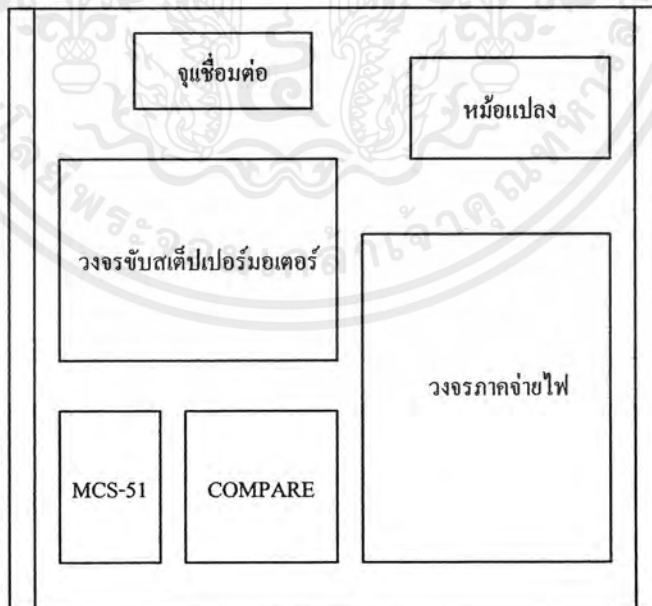 จุแชื่อมต่อ
หม้อแปลง
วงจรขับสเต็ปเปอร์มอเตอร์
วงจรภาคจ่ายไฟ
MCS-51
COMPARE